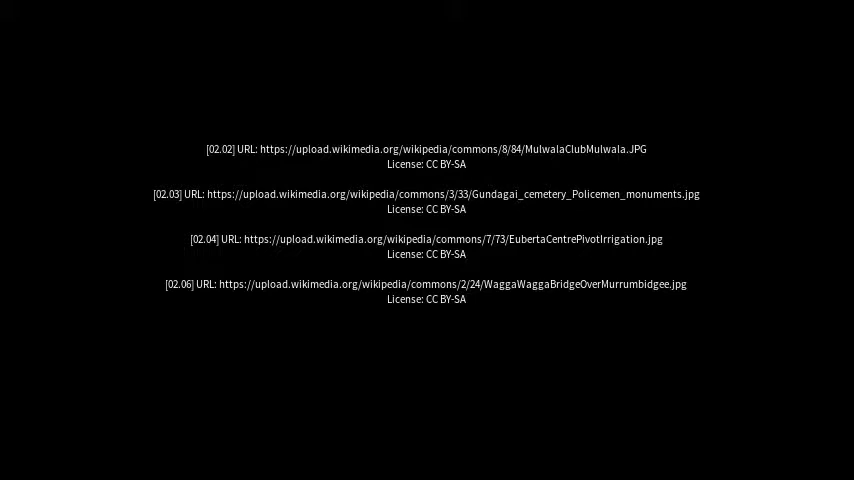 [02.02] URL: https://upload.wikimedia.org/wikipedia/commons/8/84/MulwalaClubMulwala.JPG
License: CC BY-SA
[02.03] URL: https://upload.wikimedia.org/wikipedia/commons/3/33/Gundagai_cemetery_Policemen_monuments.jpg
License: CC BY-SA
[02.04] URL: https://upload.wikimedia.org/wikipedia/commons/7/73/EubertaCentrePivotIrrigation.jpg
License: CC BY-SA
[02.06] URL: https://upload.wikimedia.org/wikipedia/commons/2/24/WaggaWaggaBridgeOverMurrumbidgee.jpg
License: CC BY-SA